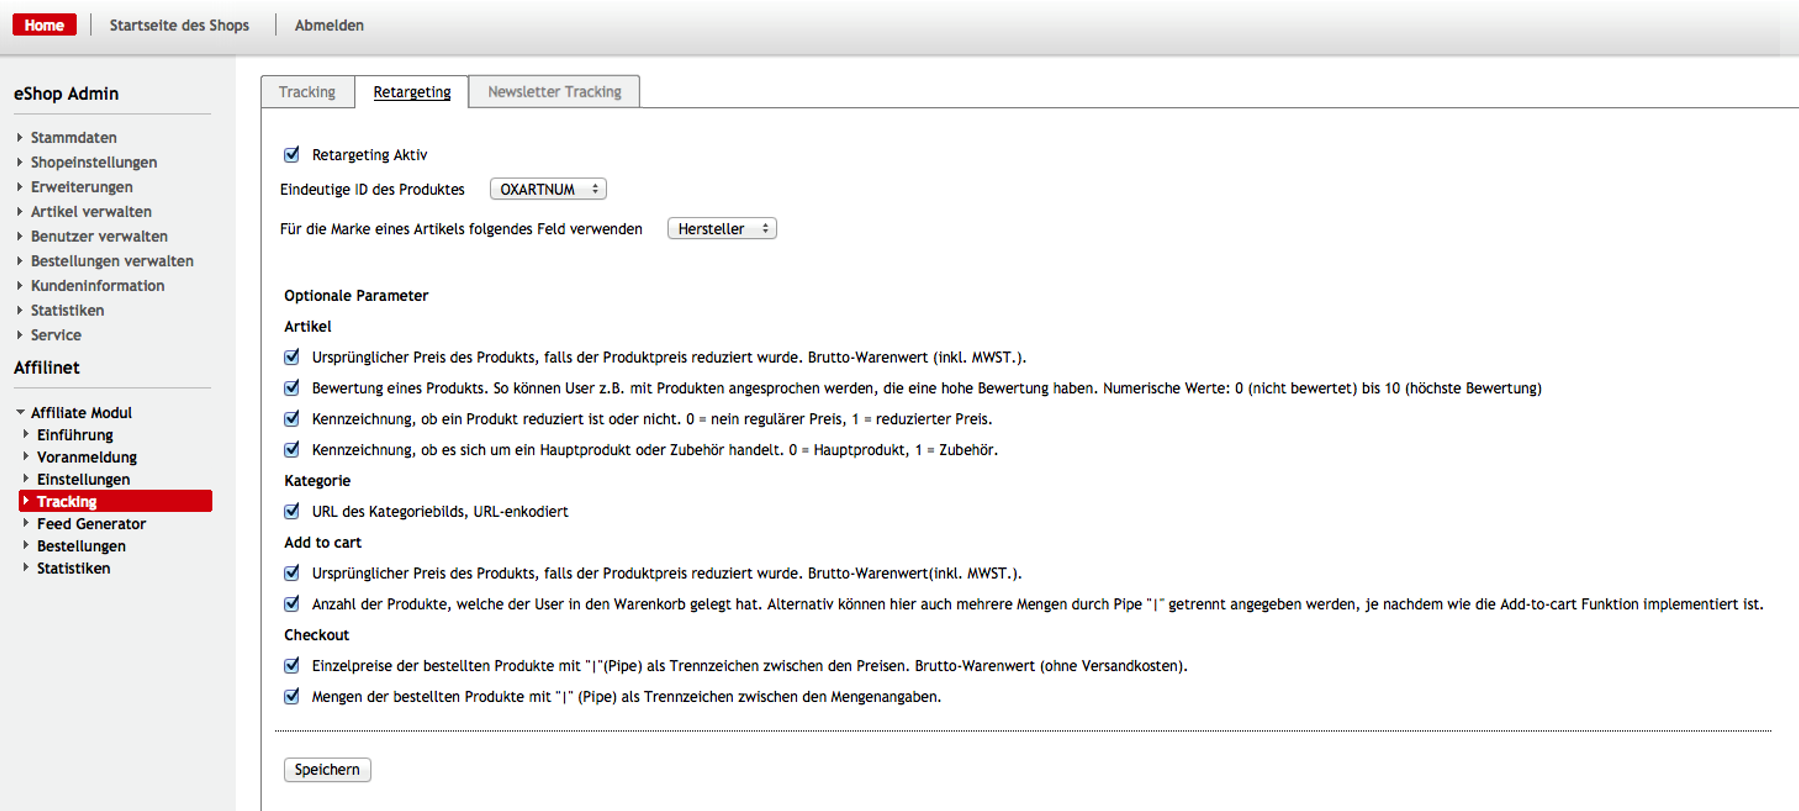 Home
Startseite des Shops
Abmelden
eShop Admin
Stammdaten
Shopeinstellungen
Erweiterungen
Artikel verwalten
Benutzer verwalten
Bestellungen verwalten
Kundeninformation
Statistiken
Service
Affilinet
Affiliate Modul
Einführung
Voranmeldung
Einstellungen
Tracking
Feed Generator
Bestellungen
Statistiken
Tracking
Retargeting
Newsletter Tracking
Retargeting Aktiv
Eindeutige ID des Produktes OXARTNUM
Für die Marke eines Artikels folgendes Feld verwenden Hersteller
Optionale Parameter
Artikel
Ursprünglicher Preis des Produkts, falls der Produktpreis reduziert wurde. Brutto-Warenwert (inkl. MWST.).
Bewertung eines Produkts. So können User z.B. mit Produkten angesprochen werden, die eine hohe Bewertung haben. Numerische Werte: 0 (nicht bewertet) bis 10 (höchste Bewertung)
Kennzeichnung, ob ein Produkt reduziert ist oder nicht. 0 = nein regulärer Preis, 1 = reduzierter Preis.
Kennzeichnung, ob es sich um ein Hauptprodukt oder Zubehör handelt. 0 = Hauptprodukt, 1 = Zubehör.
Kategorie
URL des Kategoriebilds, URL-enkodiert
Add to cart
Ursprünglicher Preis des Produkts, falls der Produktpreis reduziert wurde. Brutto-Warenwert(inkl. MWST.).
Anzahl der Produkte, welche der User in den Warenkorb gelegt hat. Alternativ können hier auch mehrere Mengen durch Pipe "|" getrennt angegeben werden, je nachdem wie die Add-to-cart Funktion implementiert ist.
Checkout
Einzelpreise der bestellten Produkte mit "|"(Pipe) als Trennzeichen zwischen den Preisen. Brutto-Warenwert (ohne Versandkosten).
Mengen der bestellten Produkte mit "|" (Pipe) als Trennzeichen zwischen den Mengenangaben.
Speichern